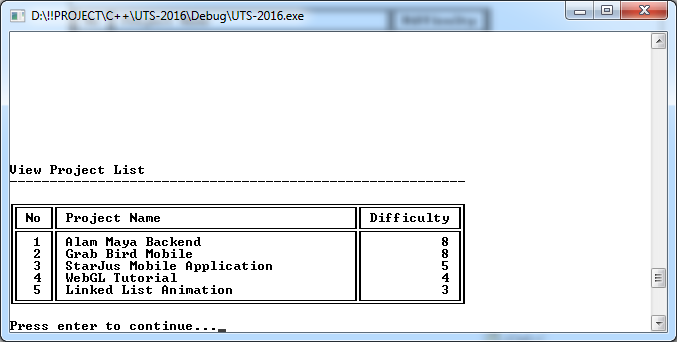 D:\!!PROJECT\C++\UTS-2016\Debug\UTS-2016.exe
View Project List
No Project Name Difficulty
1 Alam Maya Backend 8
2 Grab Bird Mobile 8
3 StarJus Mobile Application 5
4 WebGL Tutorial 4
5 Linked List Animation 3
Press enter to continue..._